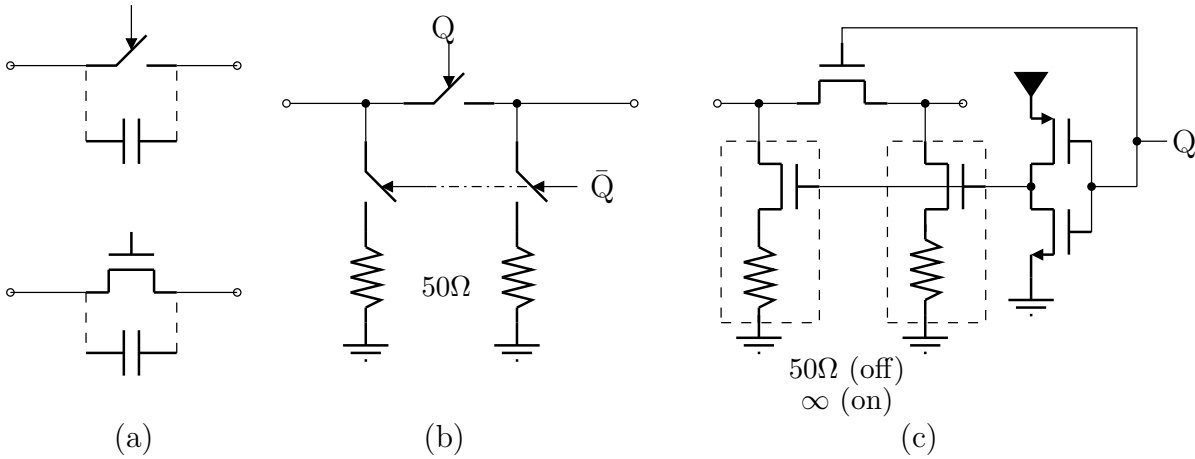 Q
Q̄
50Ω
Q
50Ω (off)
∞ (on)
(a)
(b)
(c)